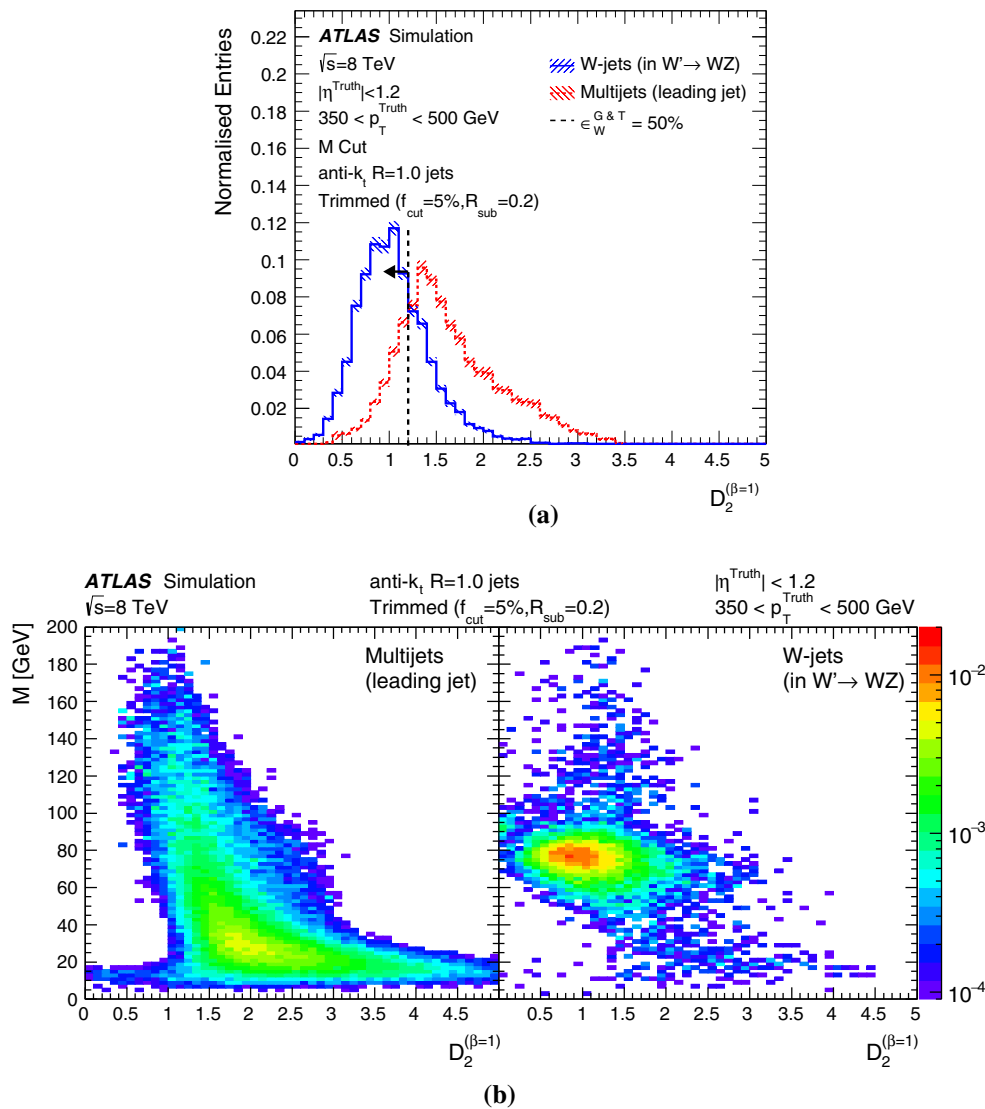 ATLAS Simulation
√s=8 TeV
|η^Truth|<1.2
350 < p_T^Truth < 500 GeV
M Cut
anti-k_t R=1.0 jets
Trimmed (f_cut=5%,R_sub=0.2)
W-jets (in W'→ WZ)
Multijets (leading jet)
ϵ_W^G & T = 50%
Normalised Entries
0.22
0.2
0.18
0.16
0.14
0.12
0.1
0.08
0.06
0.04
0.02
0 0.5 1 1.5 2 2.5 3 3.5 4 4.5 5
D_2^(β=1)
(a)
ATLAS Simulation anti-k_t R=1.0 jets |η^Truth| < 1.2
√s=8 TeV Trimmed (f_cut=5%,R_sub=0.2) 350 < p_T^Truth < 500 GeV
M [GeV]
200
180
160
140
120
100
80
60
40
20
0
Multijets
(leading jet)
W-jets
(in W'→ WZ)
10^−2
10^−3
10^−4
0 0.5 1 1.5 2 2.5 3 3.5 4 4.5 0.5 1 1.5 2 2.5 3 3.5 4 4.5 5
D_2^(β=1) D_2^(β=1)
(b)